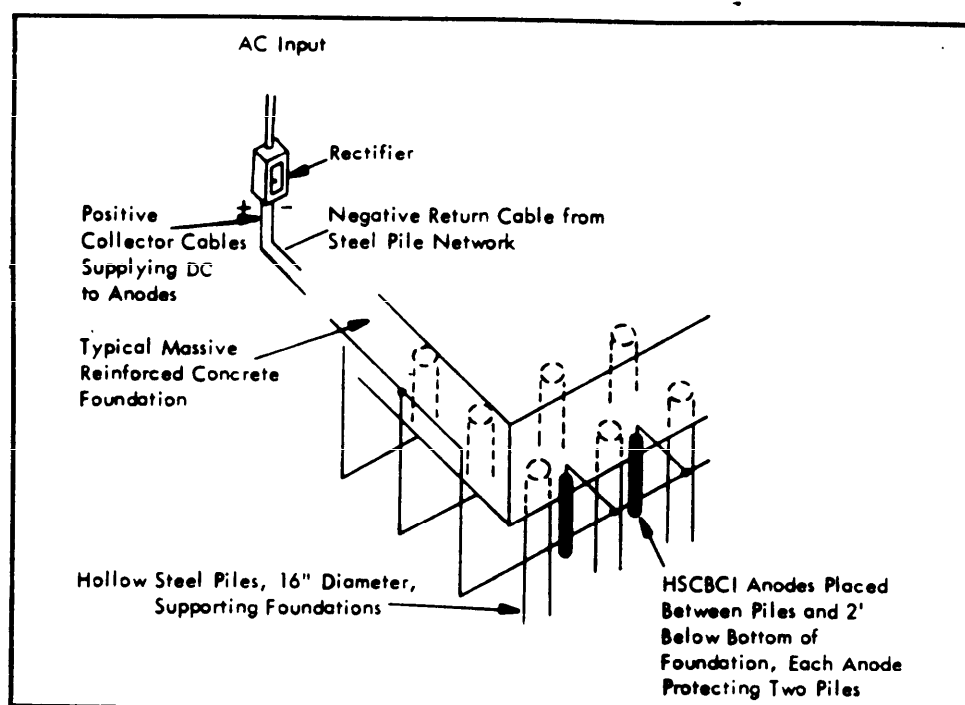 AC Input
Rectifier
+ -
Positive
Collector Cables
Supplying DC
to Anodes
Negative Return Cable from
Steel Pile Network
Typical Massive
Reinforced Concrete
Foundation
Hollow Steel Piles, 16" Diameter,
Supporting Foundations
HSCBCI Anodes Placed
Between Piles and 2'
Below Bottom of
Foundation, Each Anode
Protecting Two Piles